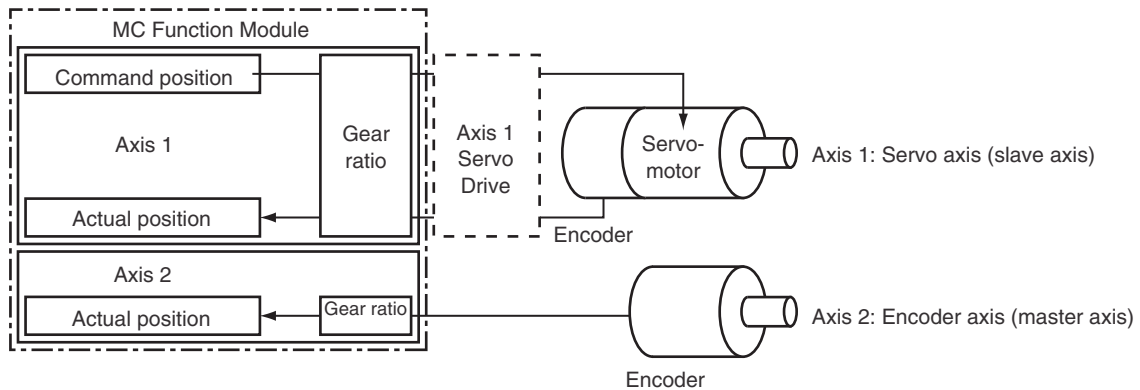 MC Function Module
Command position
Axis 1
Gear
ratio
Axis 1
Servo
Drive
Servo-
motor
Axis 1: Servo axis (slave axis)
Actual position
Encoder
Axis 2
Actual position
Gear ratio
Axis 2: Encoder axis (master axis)
Encoder